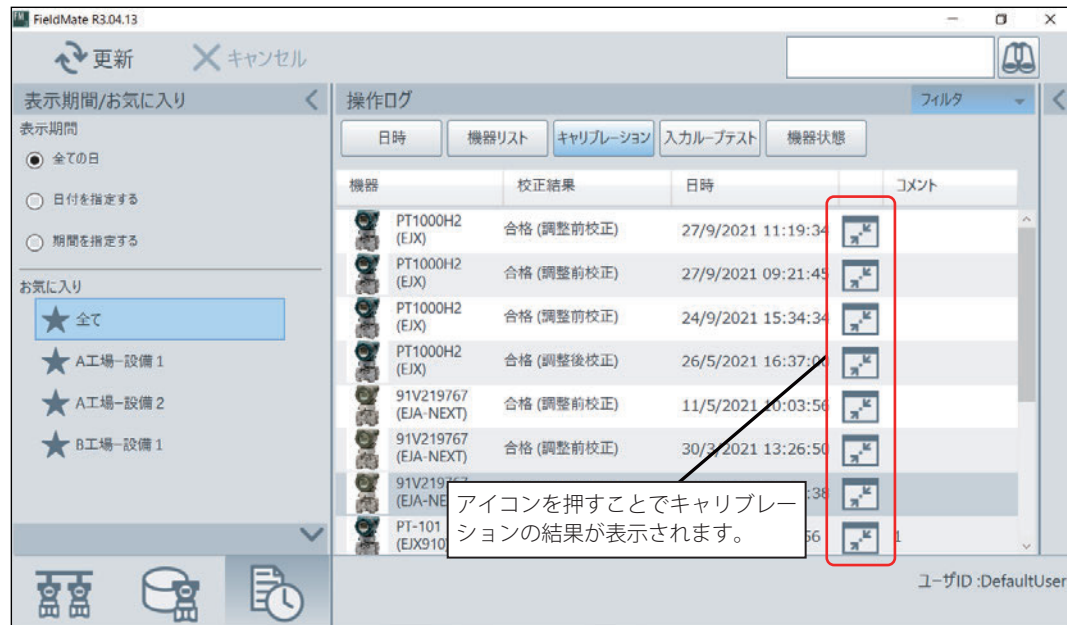 FieldMate R3.04.13
更新 キャンセル
表示期間/お気に入り
表示期間
全ての日
日付を指定する
期間を指定する
お気に入り
全て
A工場-設備 1
A工場-設備 2
B工場-設備 1
操作ログ フィルタ
日時 機器リスト キャリブレーション 入力ループテスト 機器状態
機器 校正結果 日時 コメント
PT1000H2
(EJX) 合格 (調整前校正) 27/9/2021 11:19:34
PT1000H2
(EJX) 合格 (調整前校正) 27/9/2021 09:21:45
PT1000H2
(EJX) 合格 (調整前校正) 24/9/2021 15:34:34
PT1000H2
(EJX) 合格 (調整後校正) 26/5/2021 16:37:0
91V219767
(EJA-NEXT) 合格 (調整前校正) 11/5/2021 10:03:56
91V219767
(EJA-NEXT) 合格 (調整前校正) 30/3/2021 13:26:50
91V219767
(EJA-NE :38
PT-101
(EJX910 56 1
アイコンを押すことでキャリブレー
ションの結果が表示されます。
ユーザID :DefaultUser